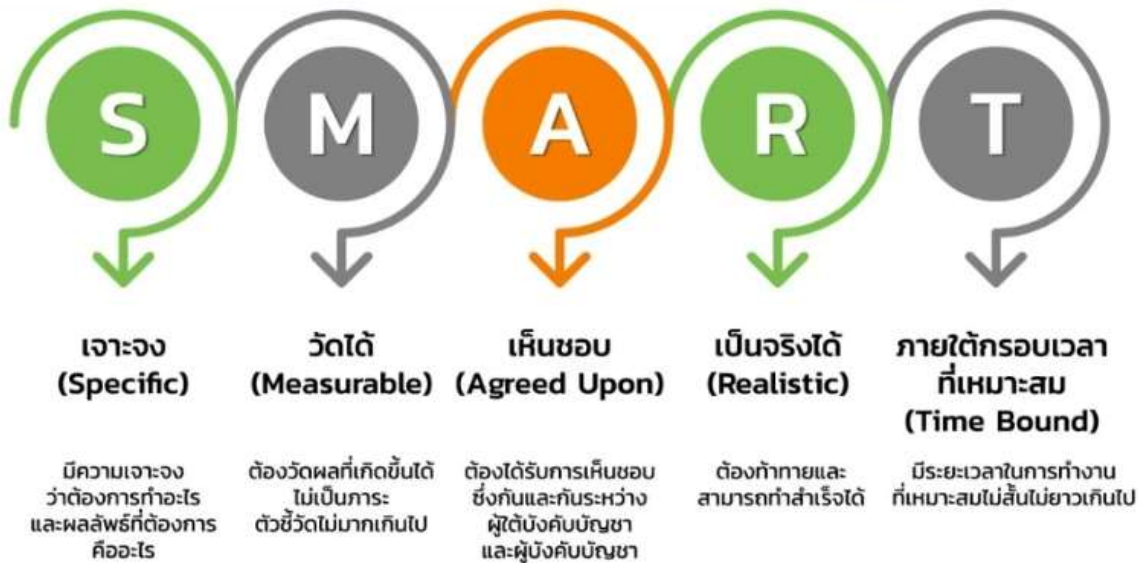 S
M
A
R
T
เจาะจง
(Specific)
มีความเจาะจง
ว่าต้องการทำอะไร
และผลลัพธ์ที่ต้องการ
คืออะไร
วัดได้
(Measurable)
ต้องวัดผลที่เกิดขึ้นได้
ไม่เป็นภาระ
ตัวชี้วัดไม่มากเกินไป
เห็นชอบ
(Agreed Upon)
ต้องได้รับการเห็นชอบ
ซึ่งกันและกันระหว่าง
ผู้ใต้บังคับบัญชา
และผู้บังคับบัญชา
เป็นจริงได้
(Realistic)
ต้องท้าทายและ
สามารถทำสำเร็จได้
ภายใต้กรอบเวลา
ที่เหมาะสม
(Time Bound)
มีระยะเวลาในการทำงาน
ที่เหมาะสมไม่สั้นไม่ยาวเกินไป